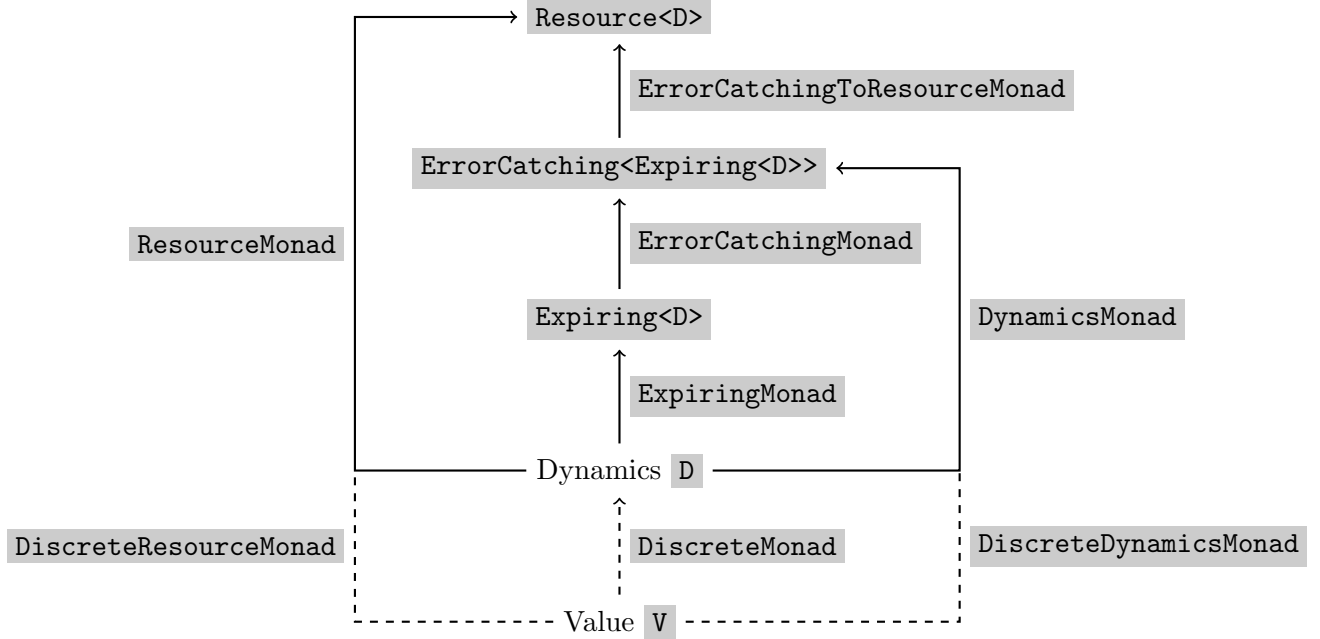 Resource<D>
ErrorCatchingToResourceMonad
ErrorCatching<Expiring<D>>
ResourceMonad
ErrorCatchingMonad
Expiring<D>
DynamicsMonad
ExpiringMonad
Dynamics D
DiscreteResourceMonad
DiscreteMonad
DiscreteDynamicsMonad
Value V